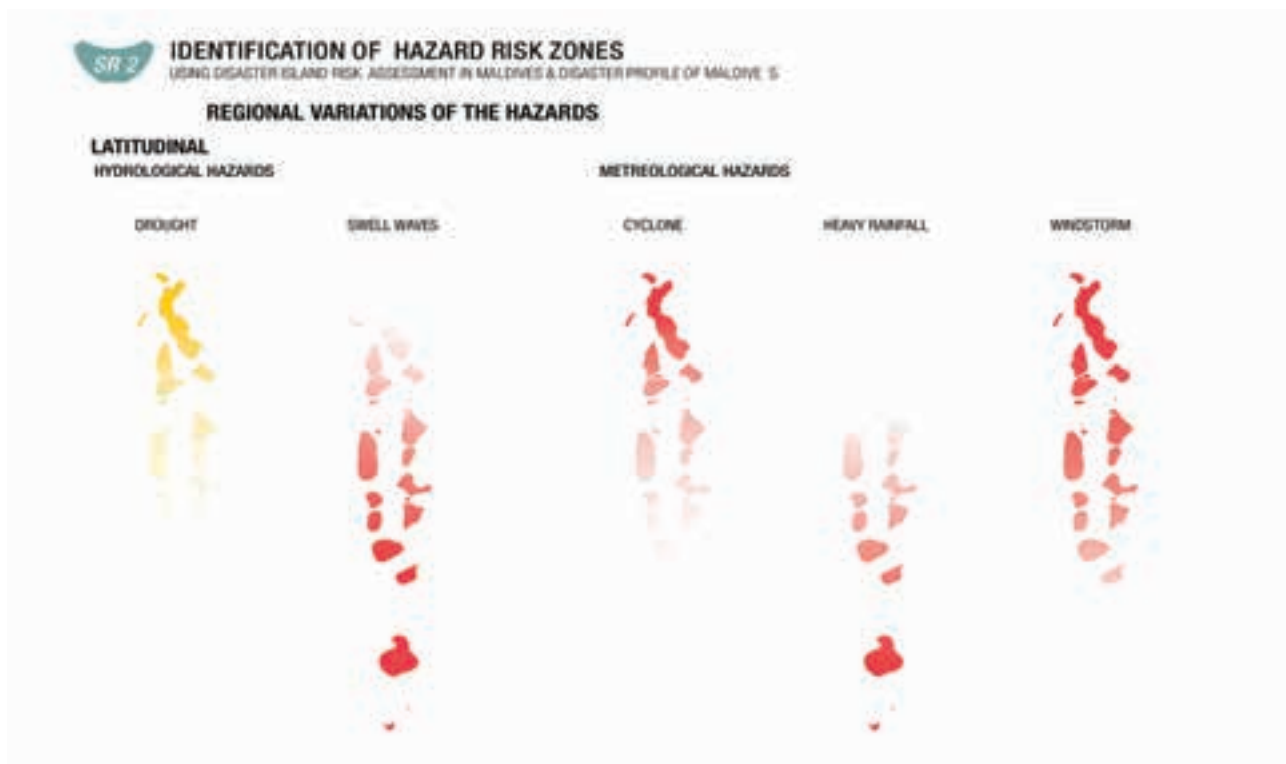 SR 2
IDENTIFICATION OF HAZARD RISK ZONES
USING DISASTER ISLAND RISK ASSESSMENT IN MALDIVES & DISASTER PROFILE OF MALDIVE S
REGIONAL VARIATIONS OF THE HAZARDS
LATITUDINAL
HYDROLOGICAL HAZARDS
METREOLOGICAL HAZARDS
DROUGHT
SWELL WAVES
CYCLONE
HEAVY RAINFALL
WINDSTORM